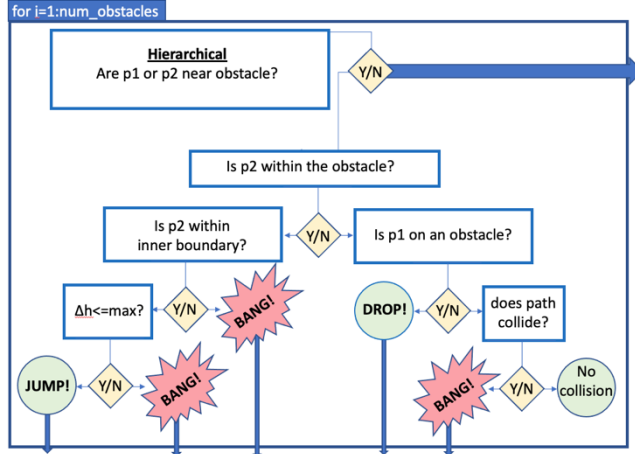 for i=1:num_obstacles
Hierarchical
Are p1 or p2 near obstacle?
Y/N
Is p2 within the obstacle?
Is p2 within
inner boundary?
Y/N
Is p1 on an obstacle?
Δh<=max?
Y/N
BANG!
DROP!
Y/N
does path
collide?
JUMP!
Y/N
BANG!
BANG!
Y/N
No
collision